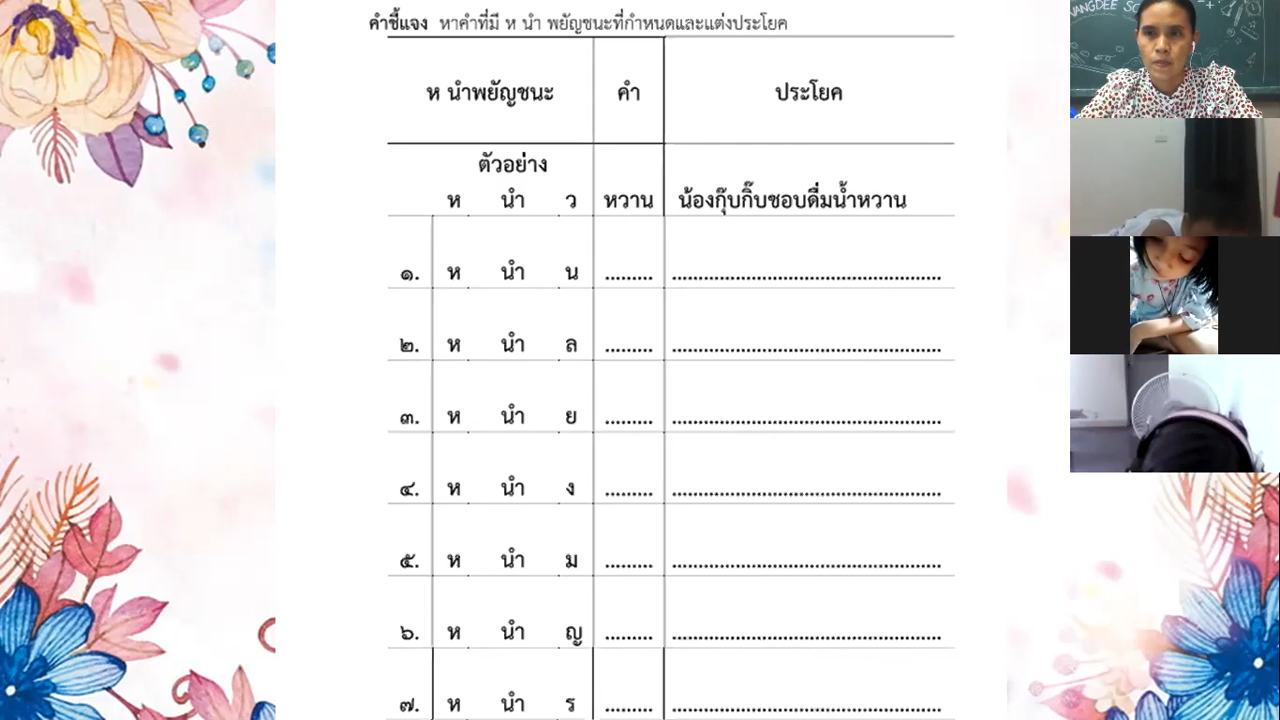 คำชี้แจง หาคำที่มี ห นำ พยัญชนะที่กำหนดและแต่งประโยค
ห นำพยัญชนะ คำ ประโยค
ตัวอย่าง
ห นำ ว หวาน น้องกุ๊บกิ๊บชอบดื่มน้ำหวาน
๑. ห นำ น ......... ..........................................
๒. ห นำ ล ......... ..........................................
๓. ห นำ ย ......... ..........................................
๔. ห นำ ง ......... ..........................................
๕. ห นำ ม ......... ..........................................
๖. ห นำ ญ ......... ..........................................
๗. ห นำ ร ......... ..........................................